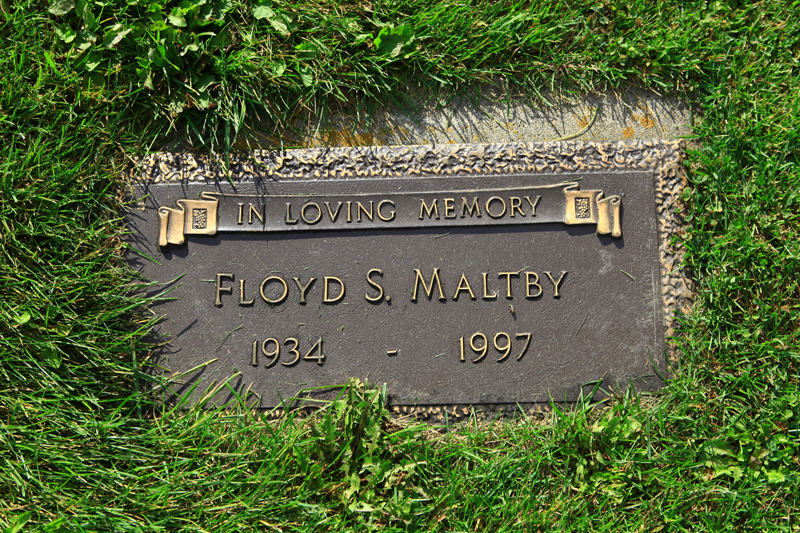 IN LOVING MEMORY
FLOYD S. MALTBY
1934 - 1997